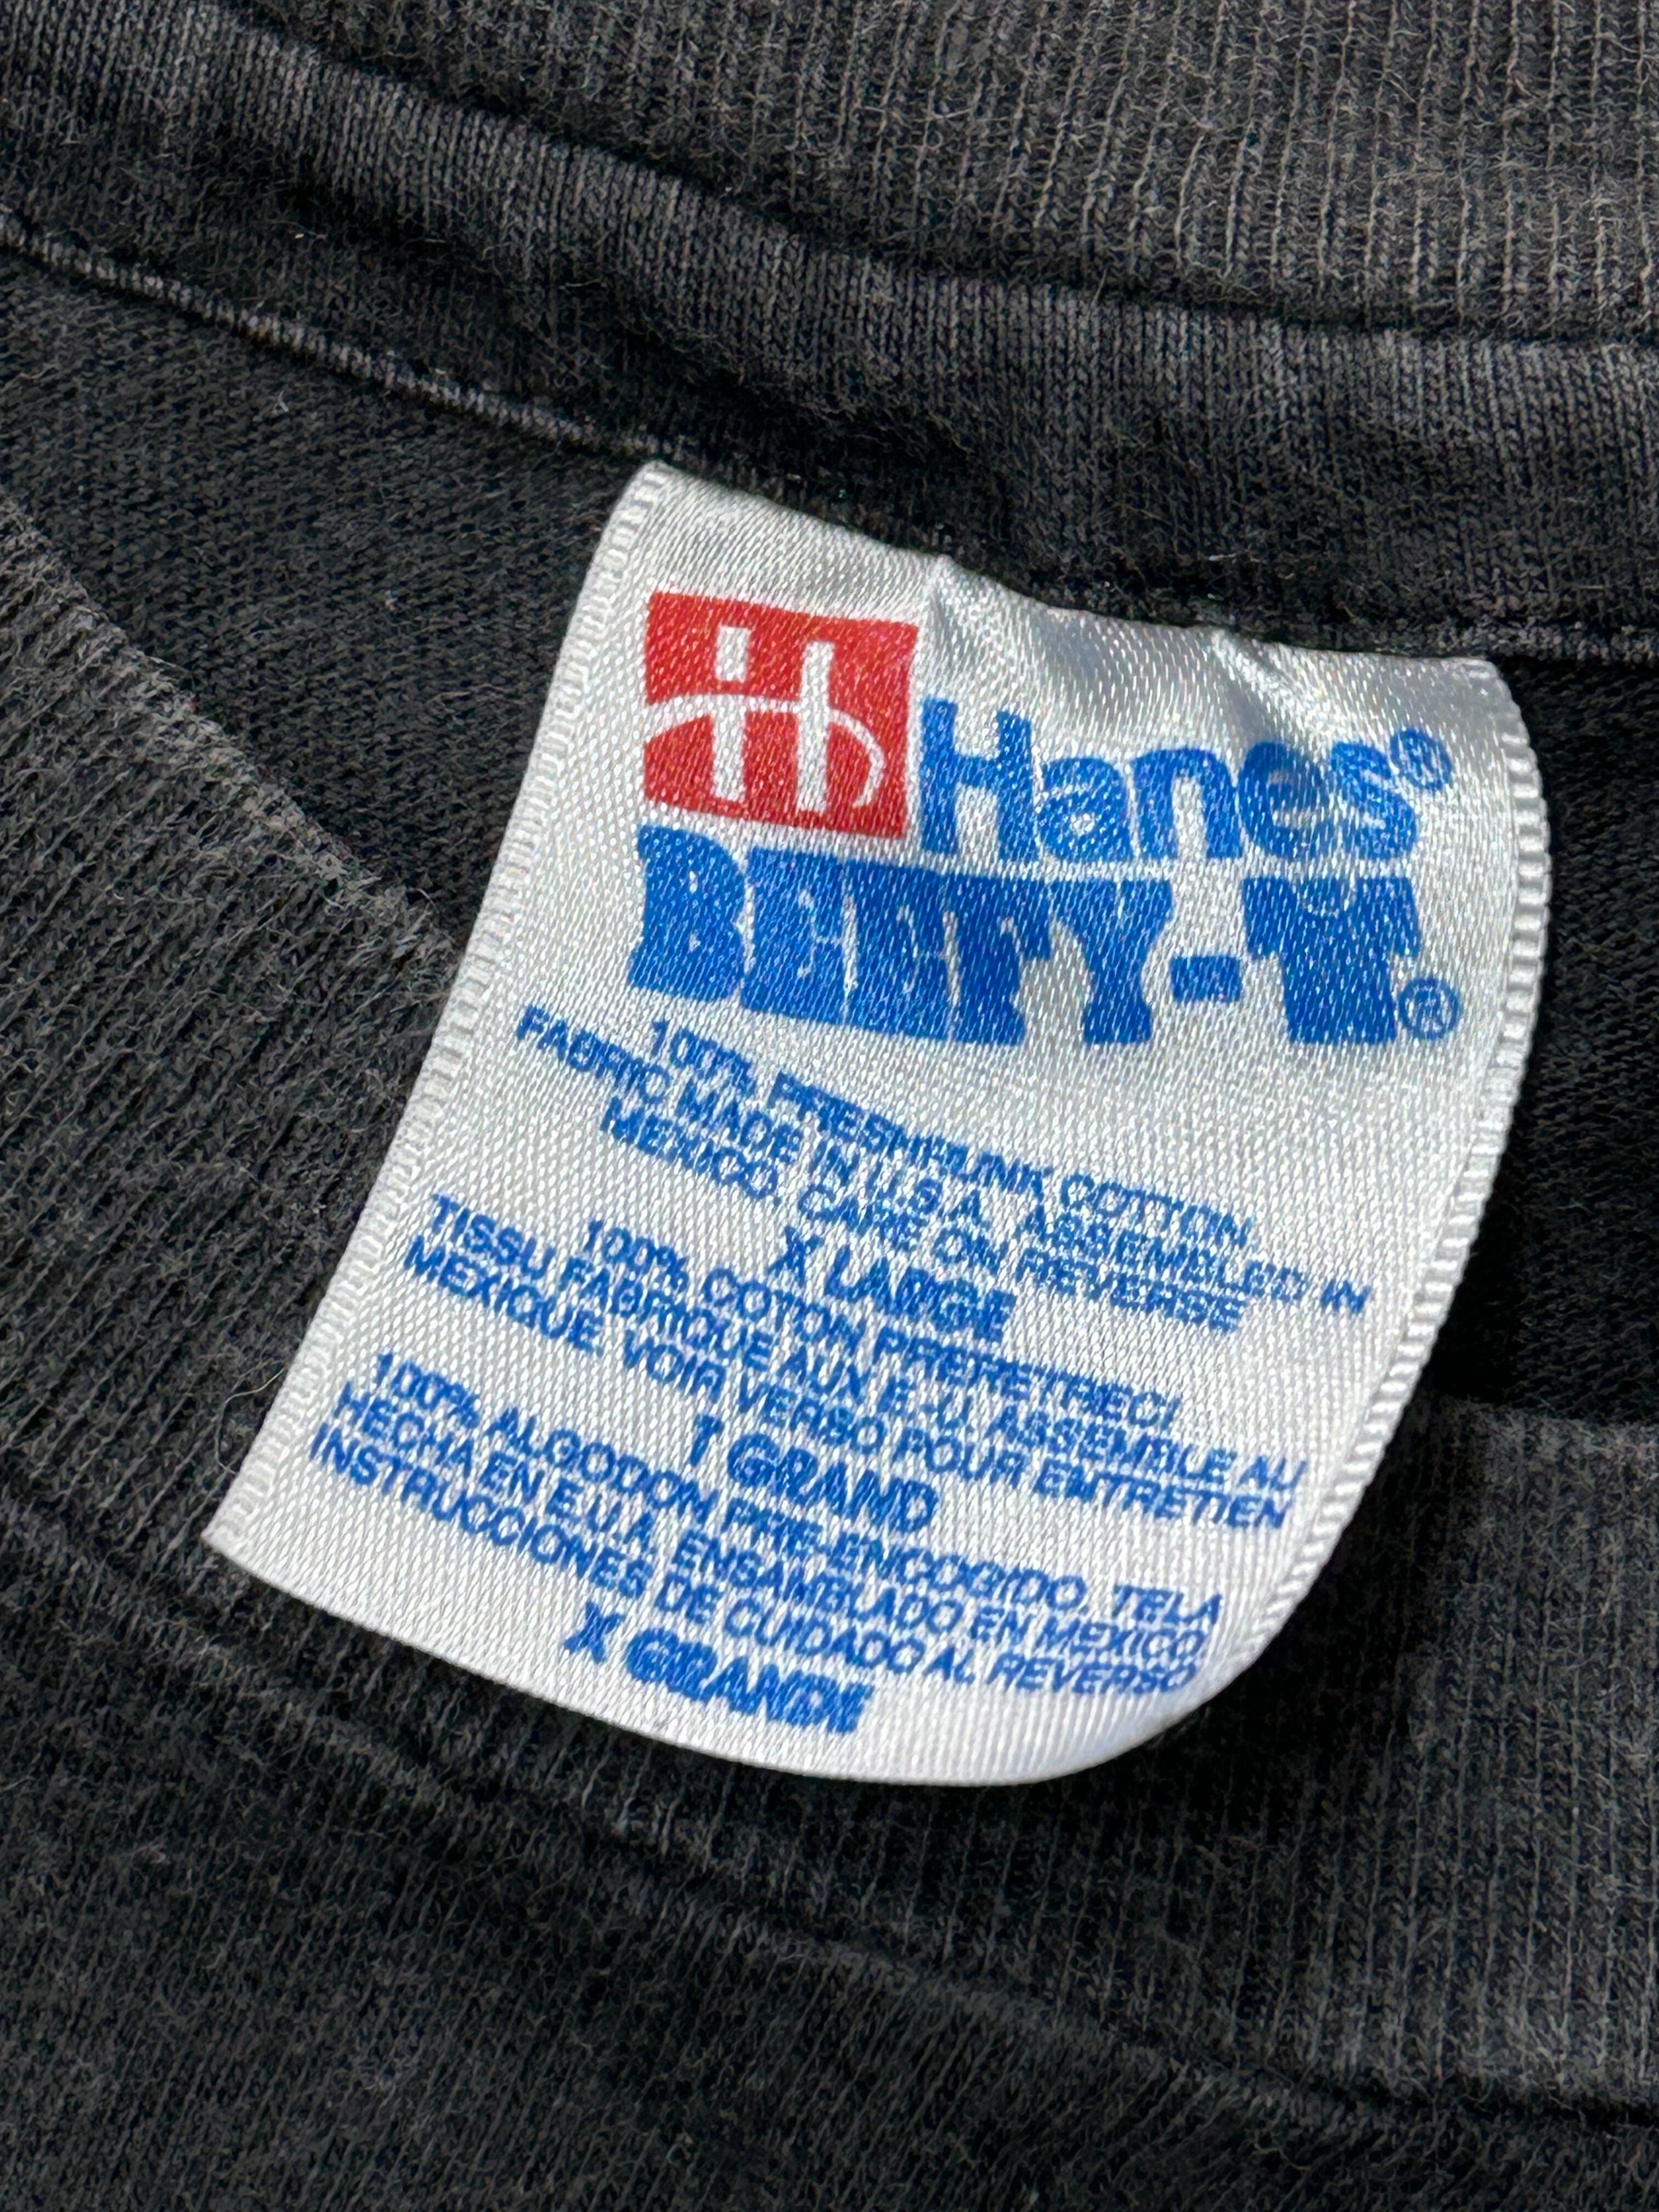 Hanes®
BEEFY-T®
100% PRESHRUNK COTTON
FABRIC MADE IN U.S.A. ASSEMBLED IN
MEXICO. CARE ON REVERSE
X LARGE
100% COTON PRERETRECI,
TISSU FABRIQUE AUX E.-U. ASSEMBLE AU
MEXIQUE VOIR VERSO POUR ENTRETIEN
T GRAND
100% ALGODON PRE-ENCOGIDO. TELA
HECHA EN E.U.A. ENSAMBLADO EN MEXICO.
INSTRUCCIONES DE CUIDADO AL REVERSO
X GRANDE